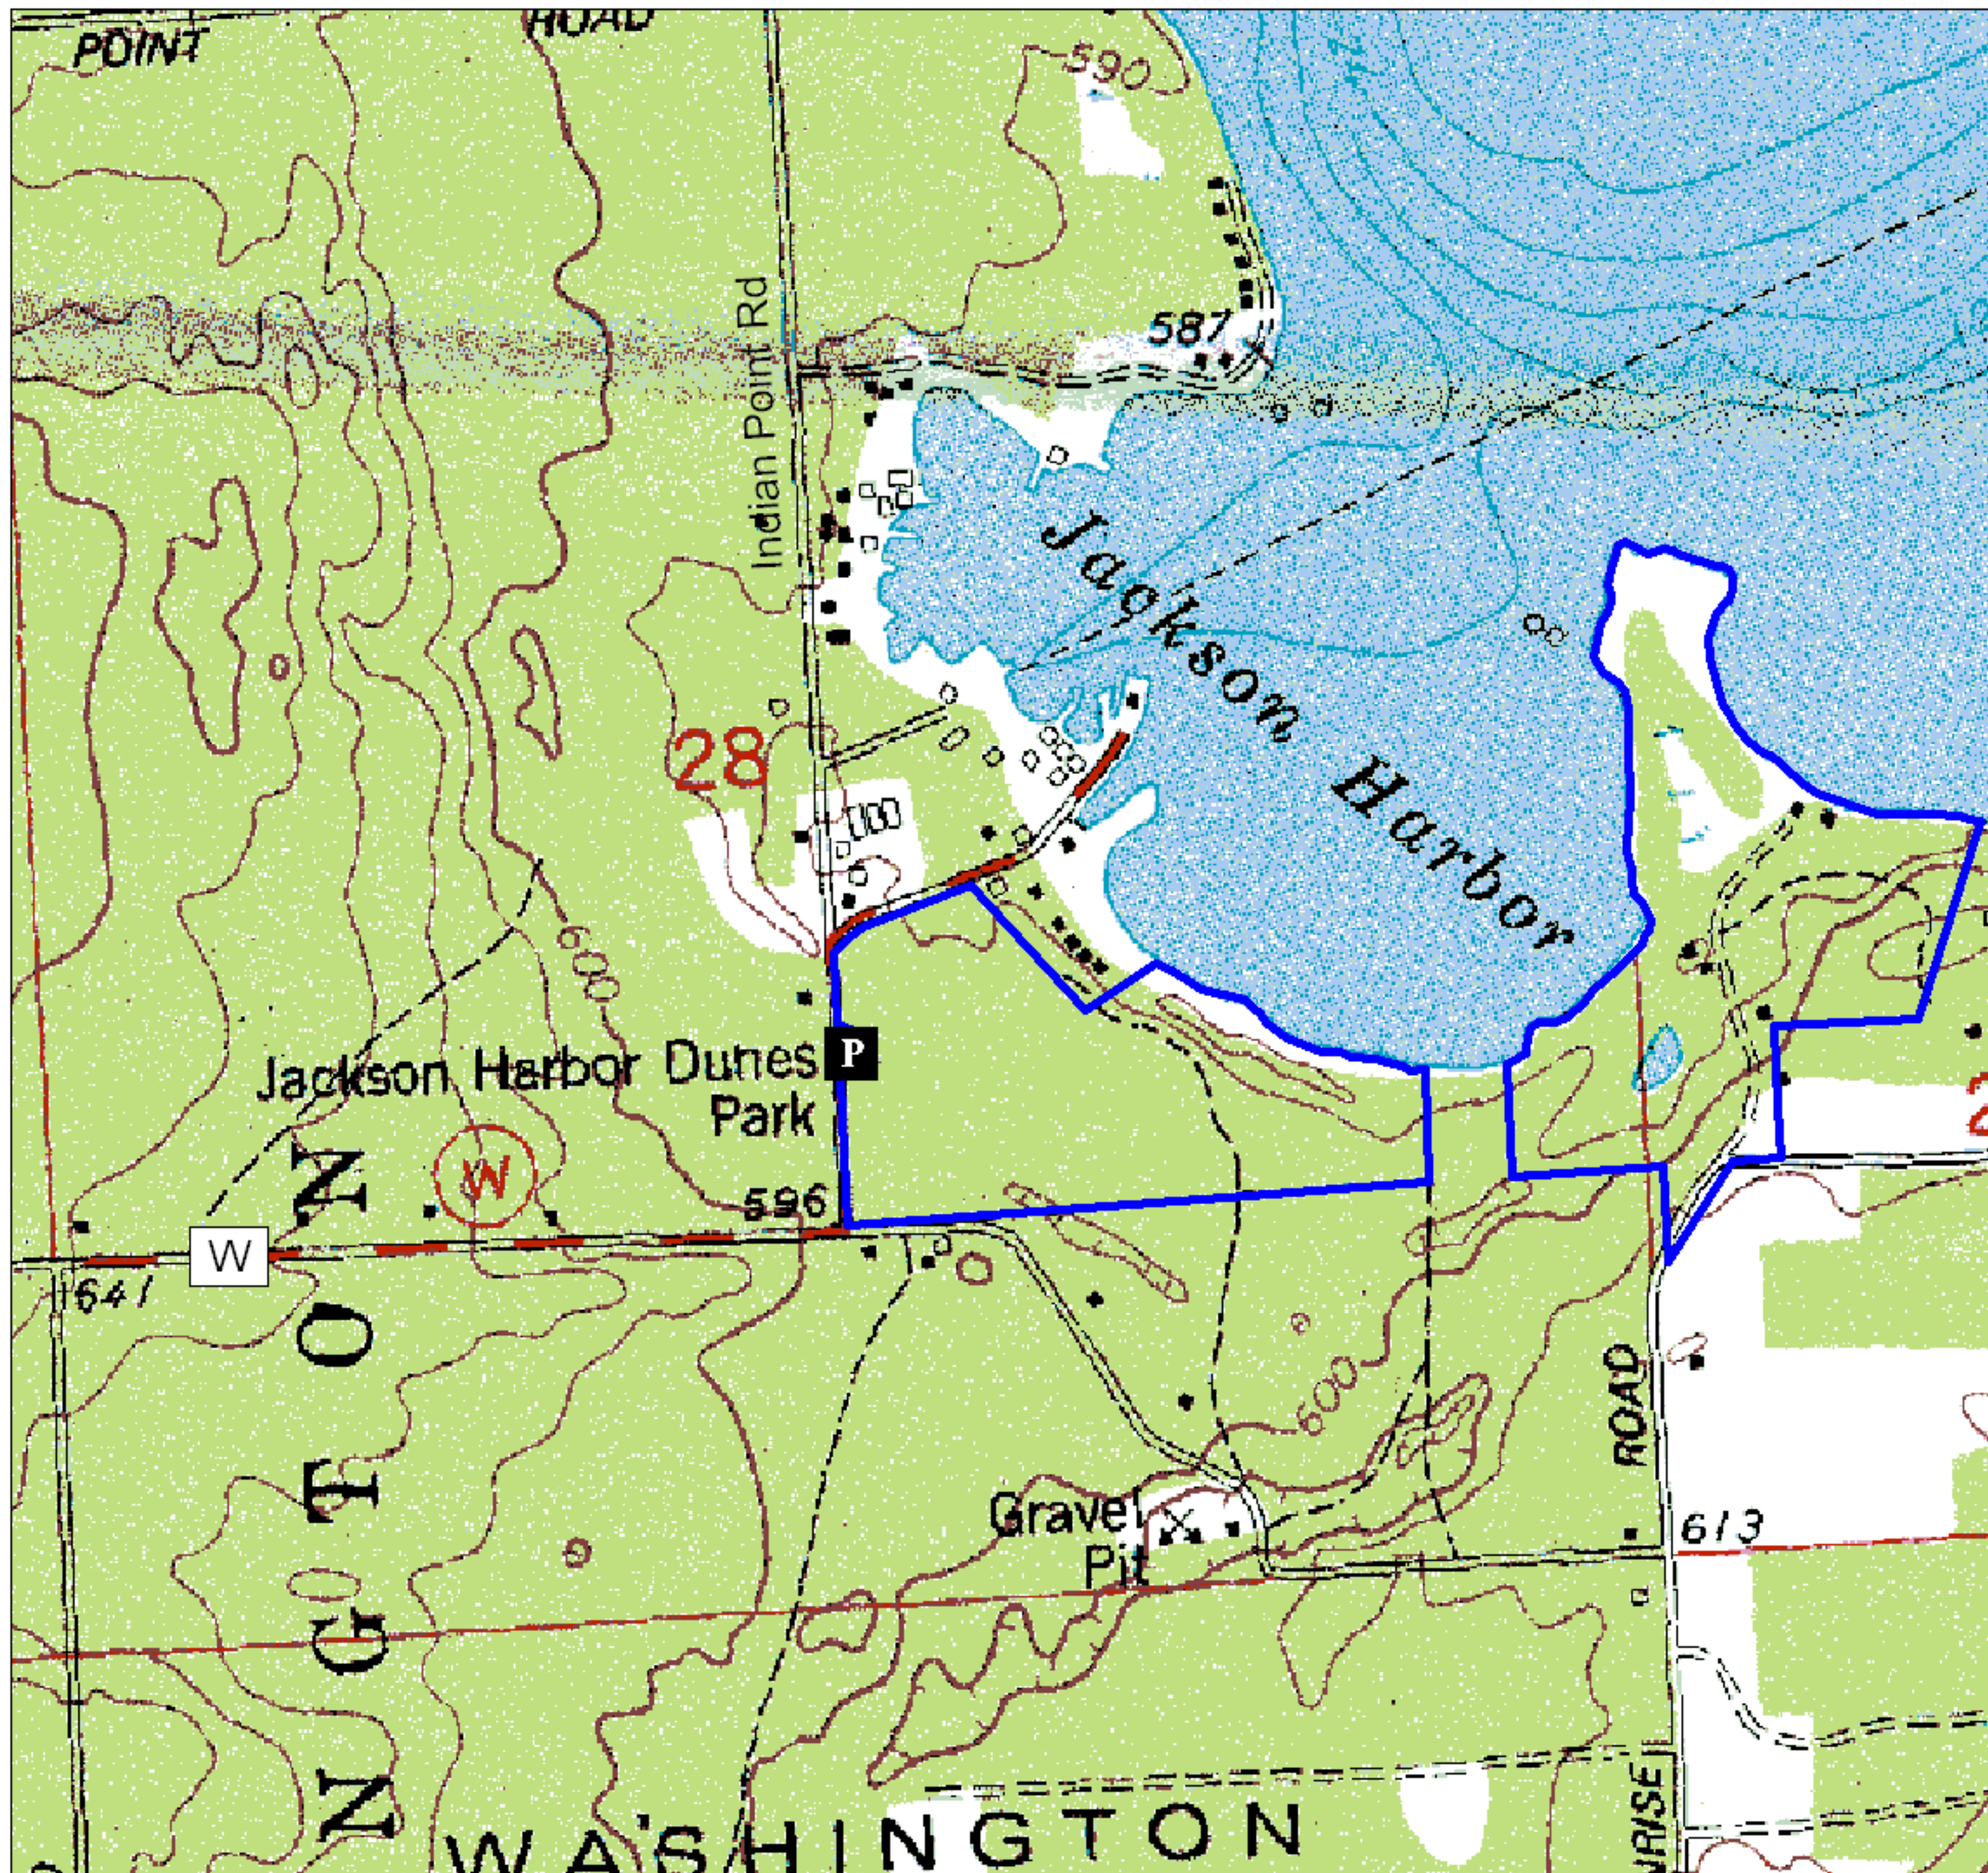 POINT
ROAD
590
587
Indian Point Rd
Jackson Harbor
28
600
Jackson Harbor Dunes
Park
P
W
596
W
641
600
ROAD
Gravel
Pit
613
NGTON
WASHINGTON